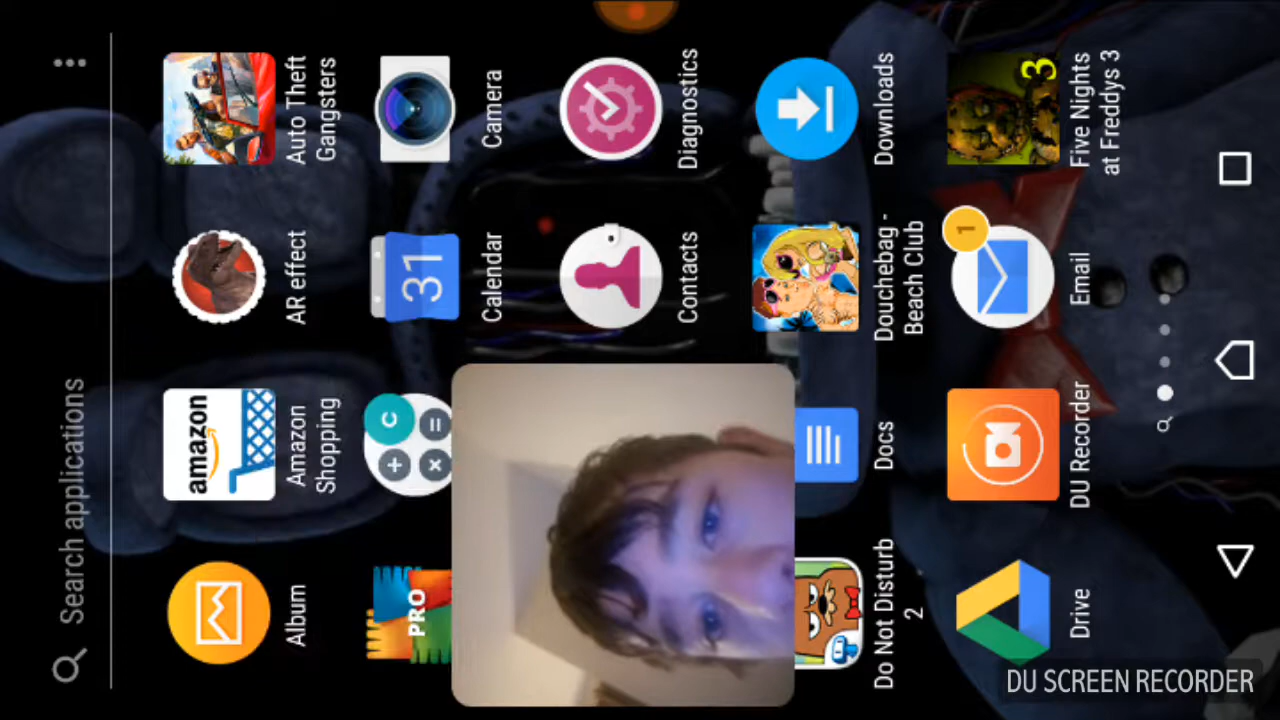 Search applications
Album
amazon
Amazon
Shopping
AR effect
Auto Theft
Gangsters
PRO
C
+
=
×
31
Calendar
Camera
Contacts
Diagnostics
Do Not Disturb
2
Docs
Douchebag -
Beach Club
Downloads
Drive
DU Recorder
1
Email
3
Five Nights
at Freddys 3
DU SCREEN RECORDER